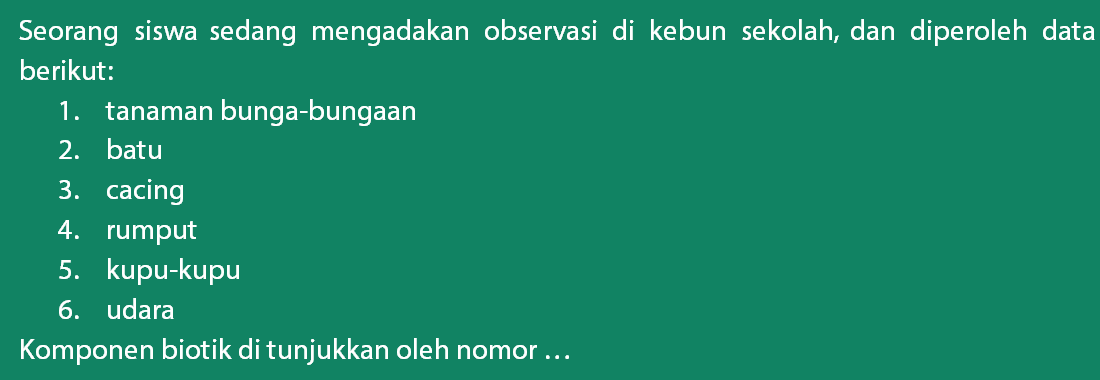 Seorang siswa sedang mengadakan observasi di kebun sekolah, dan diperoleh data
berikut:
1. tanaman bunga-bungaan
2. batu
3. cacing
4. rumput
5. kupu-kupu
6. udara
Komponen biotik di tunjukkan oleh nomor ...